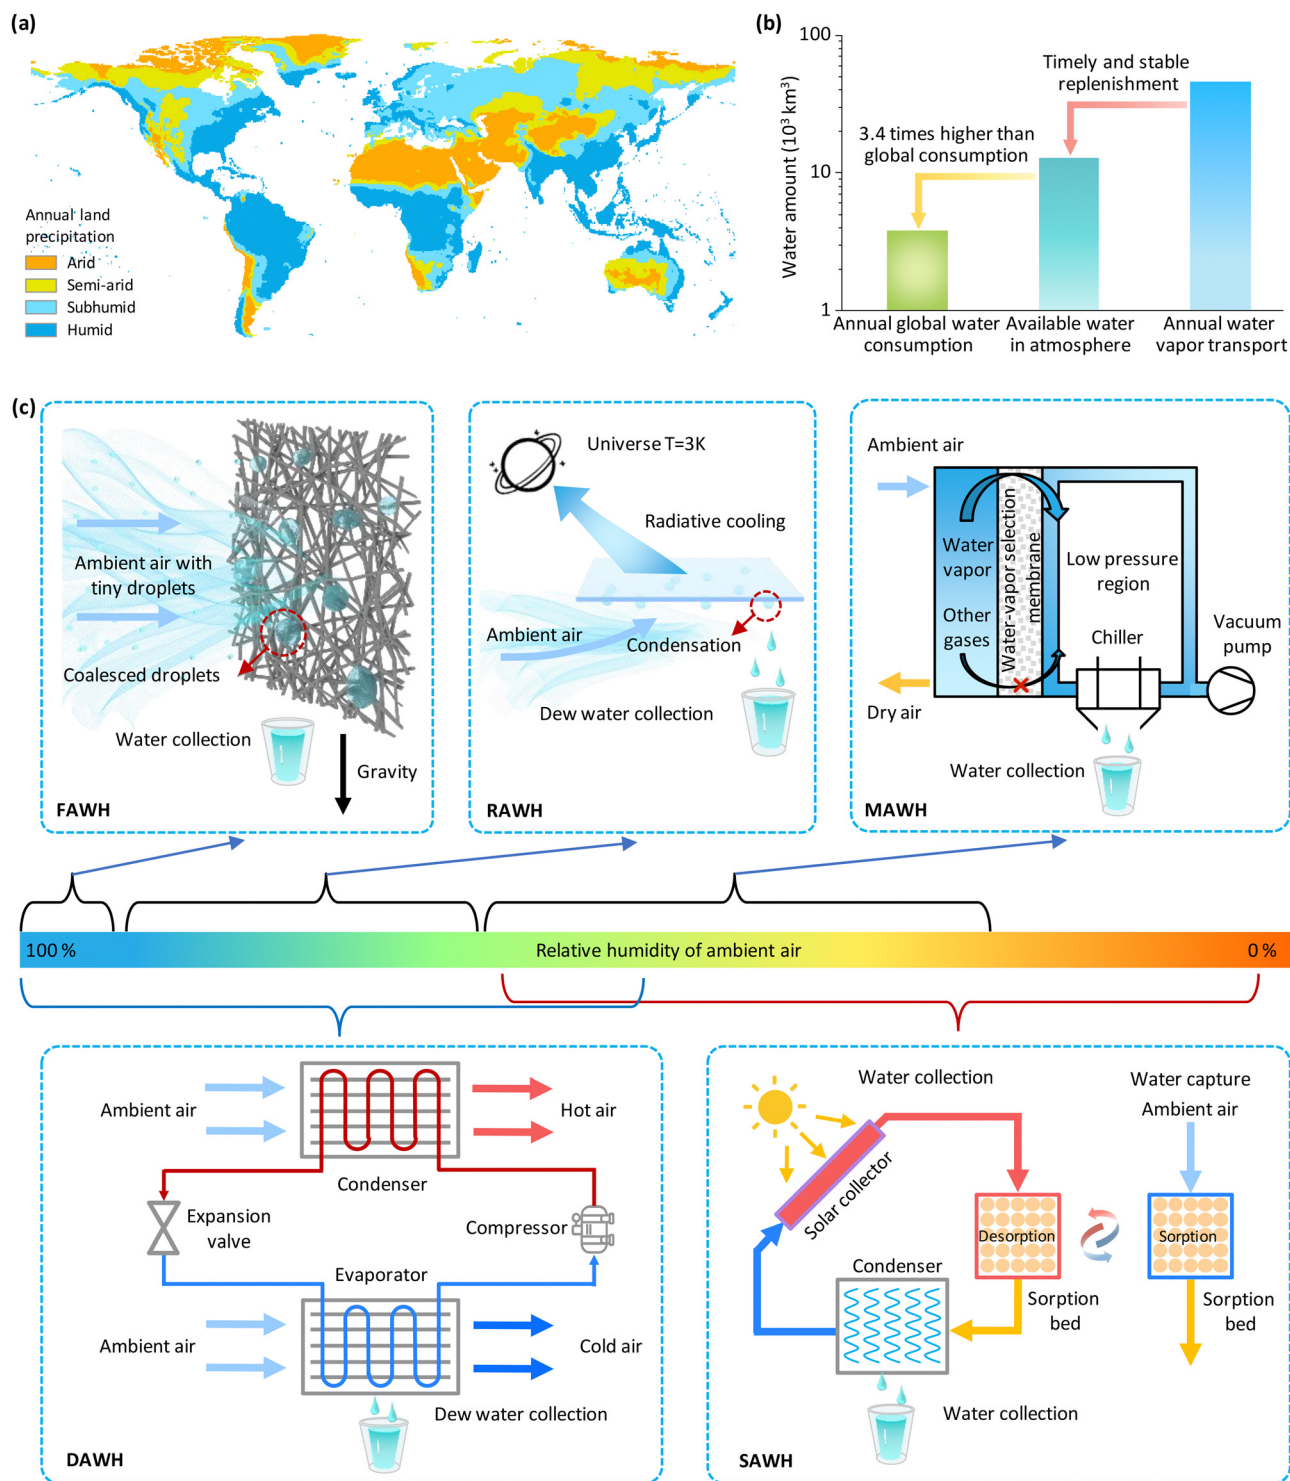 (a)
Annual land
precipitation
Arid
Semi-arid
Subhumid
Humid
(b)
100
10
1
Water amount (10³ km³)
Timely and stable
replenishment
3.4 times higher than
global consumption
Annual global water
consumption
Available water
in atmosphere
Annual water
vapor transport
(c)
Ambient air with
tiny droplets
Coalesced droplets
Water collection
Gravity
FAWH
Universe T=3K
Radiative cooling
Ambient air
Condensation
Dew water collection
RAWH
Ambient air
Water
vapor
Other
gases
Water-vapor selection
membrane
Low pressure
region
Chiller
Vacuum
pump
Dry air
Water collection
MAWH
100 %
Relative humidity of ambient air
0 %
Ambient air
Hot air
Condenser
Expansion
valve
Compressor
Evaporator
Ambient air
Cold air
Dew water collection
DAWH
Water collection
Water capture
Ambient air
Solar collector
Desorption
Sorption
Condenser
Sorption
bed
Sorption
bed
Water collection
SAWH